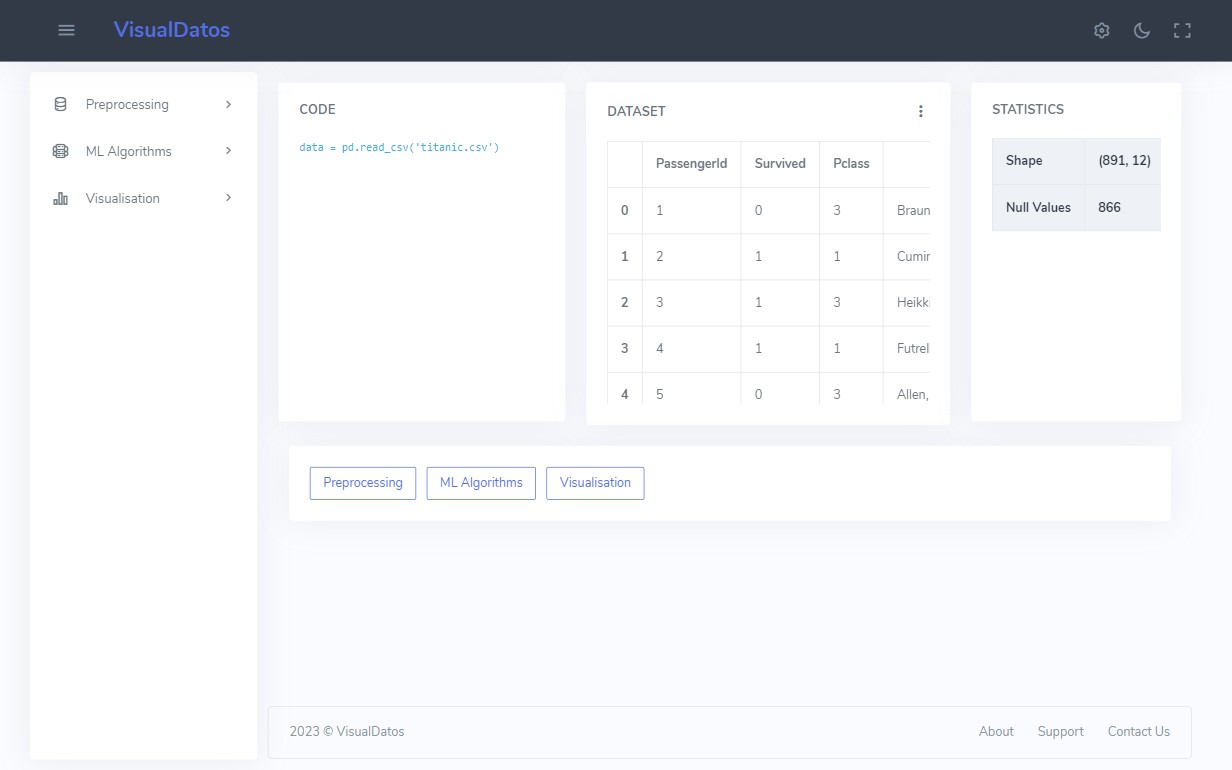 VisualDatos
Preprocessing
ML Algorithms
Visualisation
CODE
data = pd.read_csv('titanic.csv')
DATASET
PassengerId Survived Pclass
0 1 0 3 Braun
1 2 1 1 Cumin
2 3 1 3 Heikki
3 4 1 1 Futrel
4 5 0 3 Allen,
STATISTICS
Shape (891, 12)
Null Values 866
Preprocessing ML Algorithms Visualisation
2023 © VisualDatos About Support Contact Us